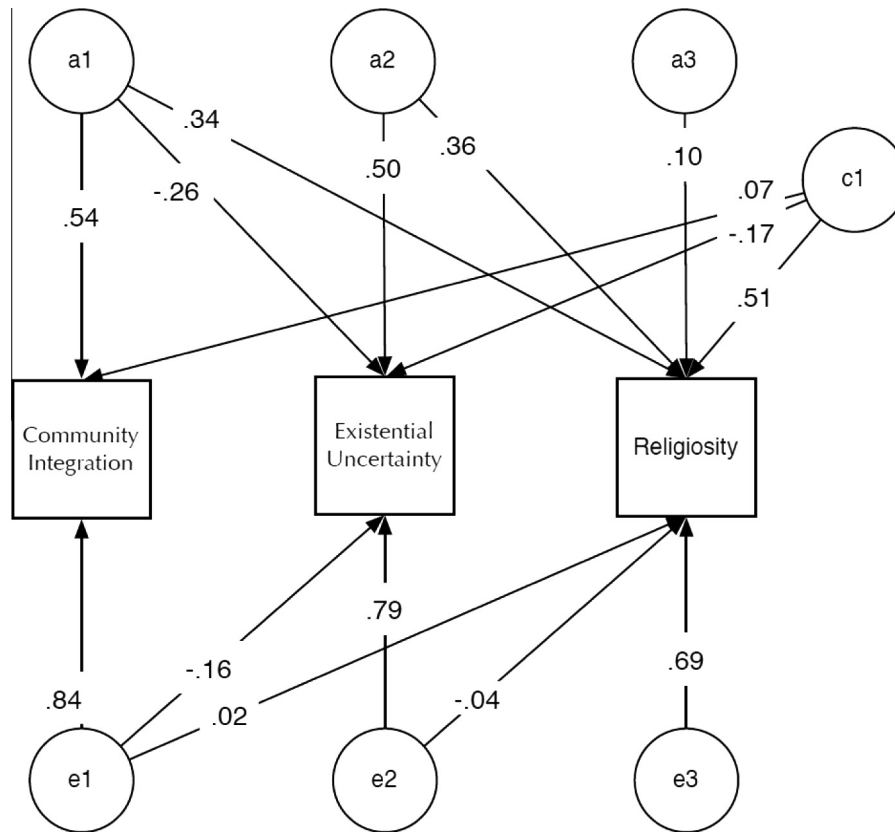 a1
a2
a3
c1
.34
.36
.10
.07
-.26
.50
-.17
.54
.51
Community
Integration
Existential
Uncertainty
Religiosity
.79
-.16
.69
.84
.02
-.04
e1
e2
e3